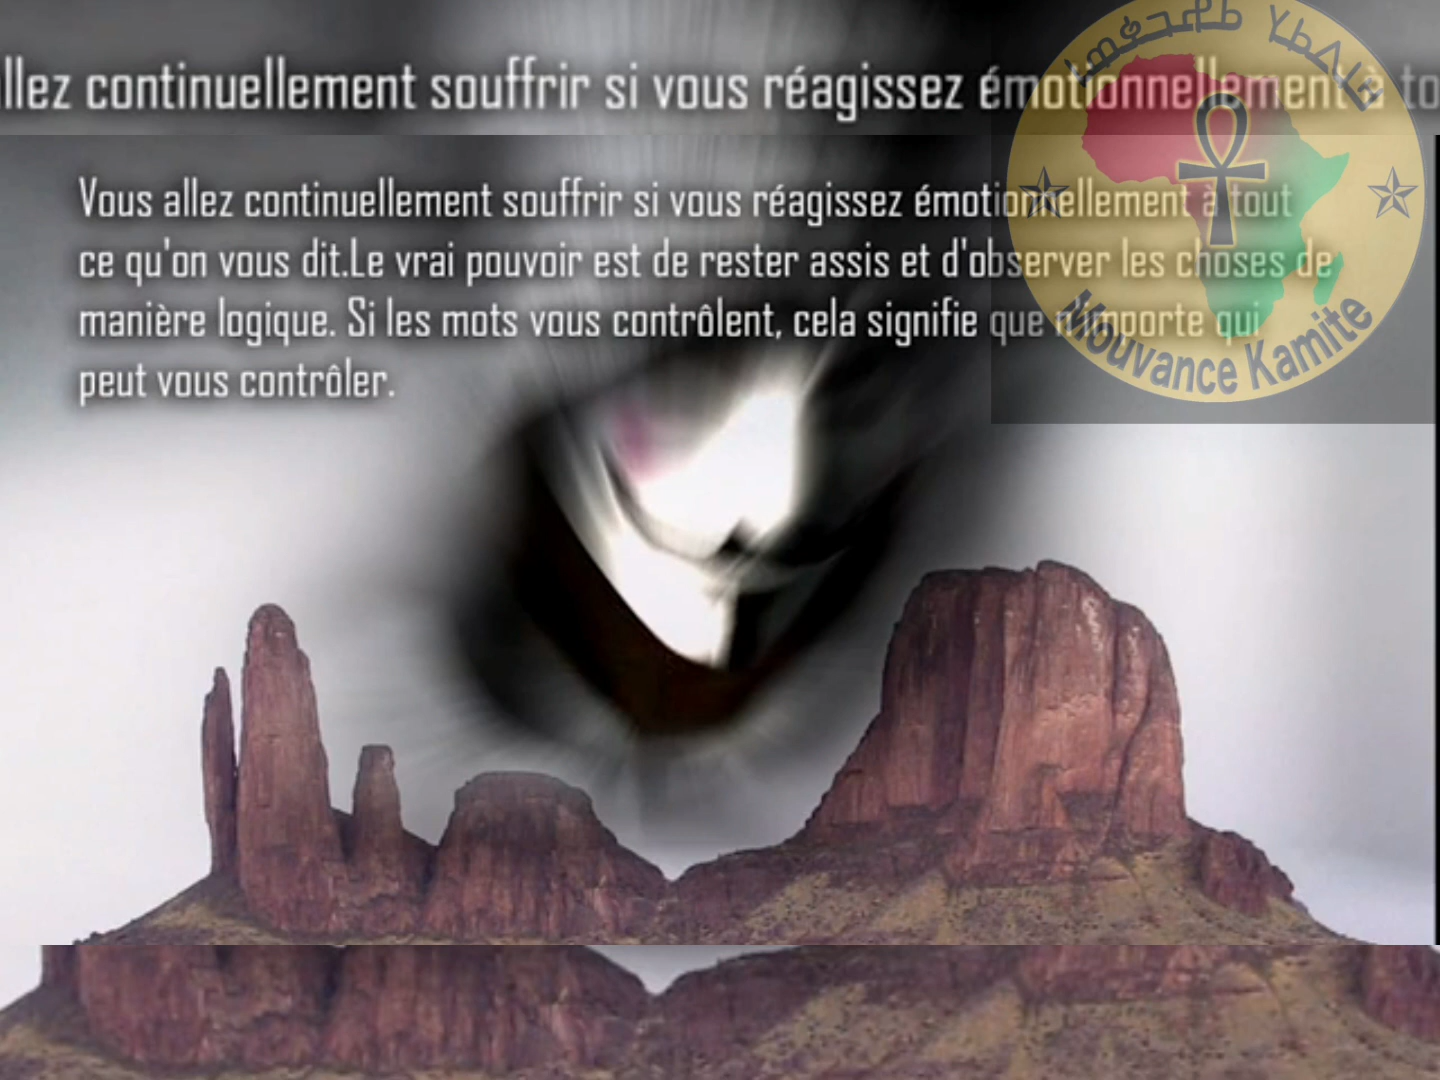 llez continuellement souffrir si vous réagissez émotionnellement à to
Vous allez continuellement souffrir si vous réagissez émotionnellement à tout
ce qu'on vous dit.Le vrai pouvoir est de rester assis et d'observer les choses de
manière logique. Si les mots vous contrôlent, cela signifie que n'importe qui
peut vous contrôler.
Mouvance Kamite